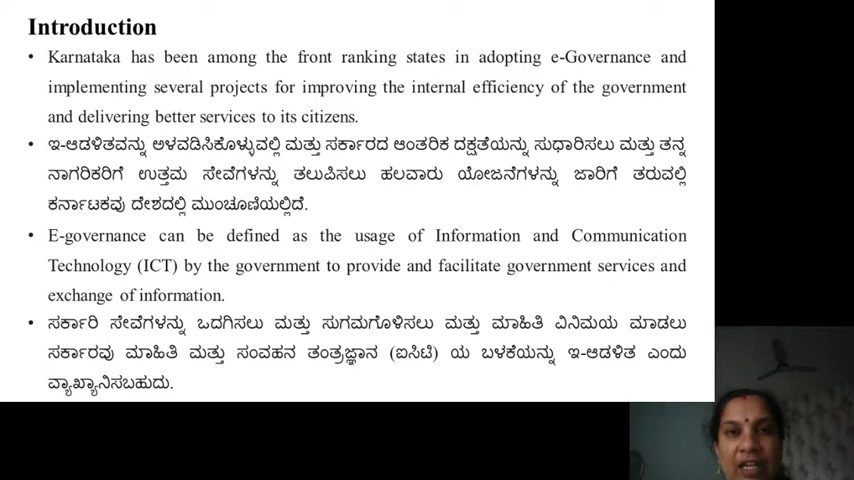 Introduction
• Karnataka has been among the front ranking states in adopting e-Governance and
implementing several projects for improving the internal efficiency of the government
and delivering better services to its citizens.
• ಇ-ಆಡಳಿತವನ್ನು ಅಳವಡಿಸಿಕೊಳ್ಳುವಲ್ಲಿ ಮತ್ತು ಸರ್ಕಾರದ ಆಂತರಿಕ ದಕ್ಷತೆಯನ್ನು ಸುಧಾರಿಸಲು ಮತ್ತು ತನ್ನ
ನಾಗರಿಕರಿಗೆ ಉತ್ತಮ ಸೇವೆಗಳನ್ನು ತಲುಪಿಸಲು ಹಲವಾರು ಯೋಜನೆಗಳನ್ನು ಜಾರಿಗೆ ತರುವಲ್ಲಿ
ಕರ್ನಾಟಕವು ದೇಶದಲ್ಲಿ ಮುಂಚೂಣಿಯಲ್ಲಿದೆ.
• E-governance can be defined as the usage of Information and Communication
Technology (ICT) by the government to provide and facilitate government services and
exchange of information.
• ಸರ್ಕಾರಿ ಸೇವೆಗಳನ್ನು ಒದಗಿಸಲು ಮತ್ತು ಸುಗಮಗೊಳಿಸಲು ಮತ್ತು ಮಾಹಿತಿ ವಿನಿಮಯ ಮಾಡಲು
ಸರ್ಕಾರವು ಮಾಹಿತಿ ಮತ್ತು ಸಂವಹನ ತಂತ್ರಜ್ಞಾನ (ಐಸಿಟಿ) ಯ ಬಳಕೆಯನ್ನು ಇ-ಆಡಳಿತ ಎಂದು
ವ್ಯಾಖ್ಯಾನಿಸಬಹುದು.